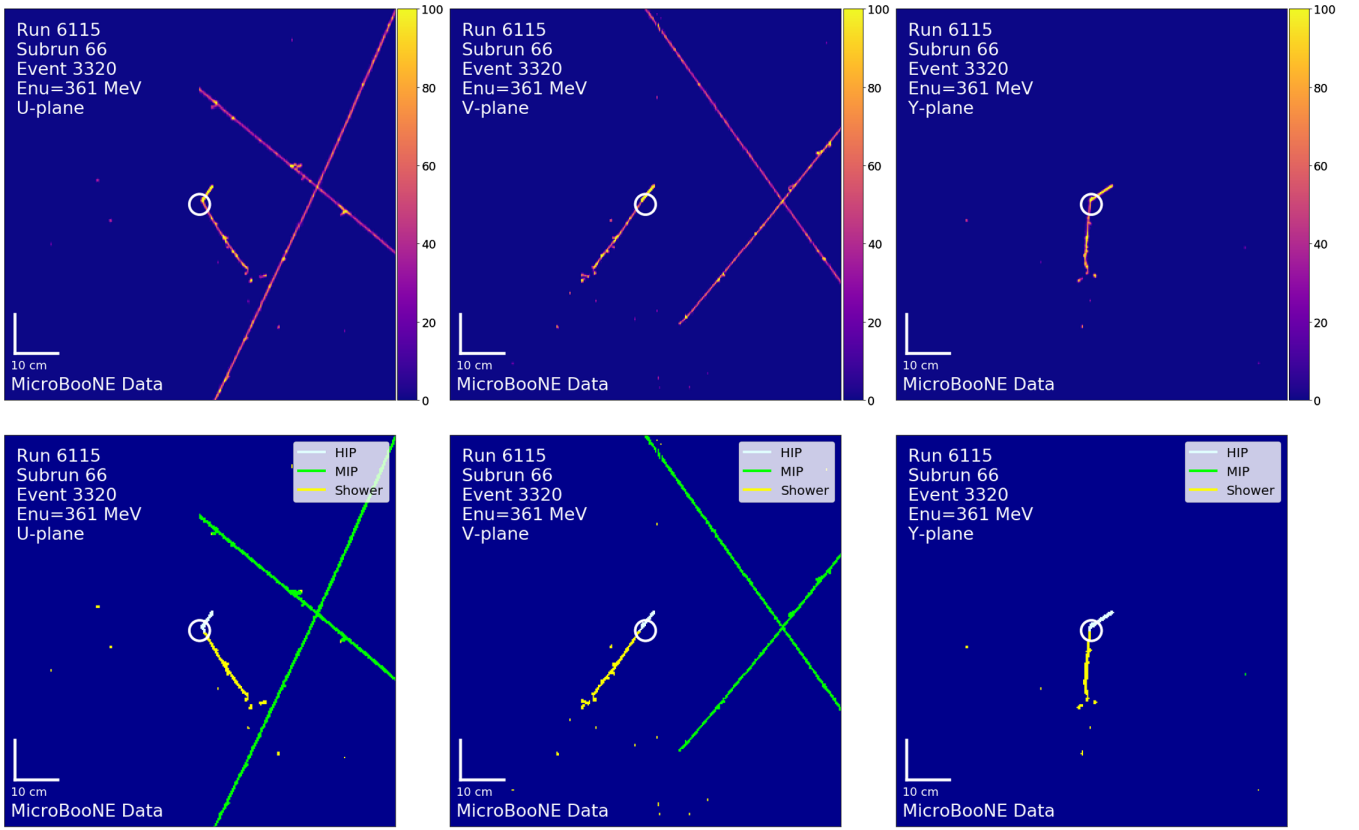 Run 6115
Subrun 66
Event 3320
Enu=361 MeV
U-plane
10 cm
MicroBooNE Data
100
80
60
40
20
0
Run 6115
Subrun 66
Event 3320
Enu=361 MeV
V-plane
10 cm
MicroBooNE Data
100
80
60
40
20
0
Run 6115
Subrun 66
Event 3320
Enu=361 MeV
Y-plane
10 cm
MicroBooNE Data
100
80
60
40
20
0
Run 6115
Subrun 66
Event 3320
Enu=361 MeV
U-plane
HIP
MIP
Shower
10 cm
MicroBooNE Data
Run 6115
Subrun 66
Event 3320
Enu=361 MeV
V-plane
HIP
MIP
Shower
10 cm
MicroBooNE Data
Run 6115
Subrun 66
Event 3320
Enu=361 MeV
Y-plane
HIP
MIP
Shower
10 cm
MicroBooNE Data